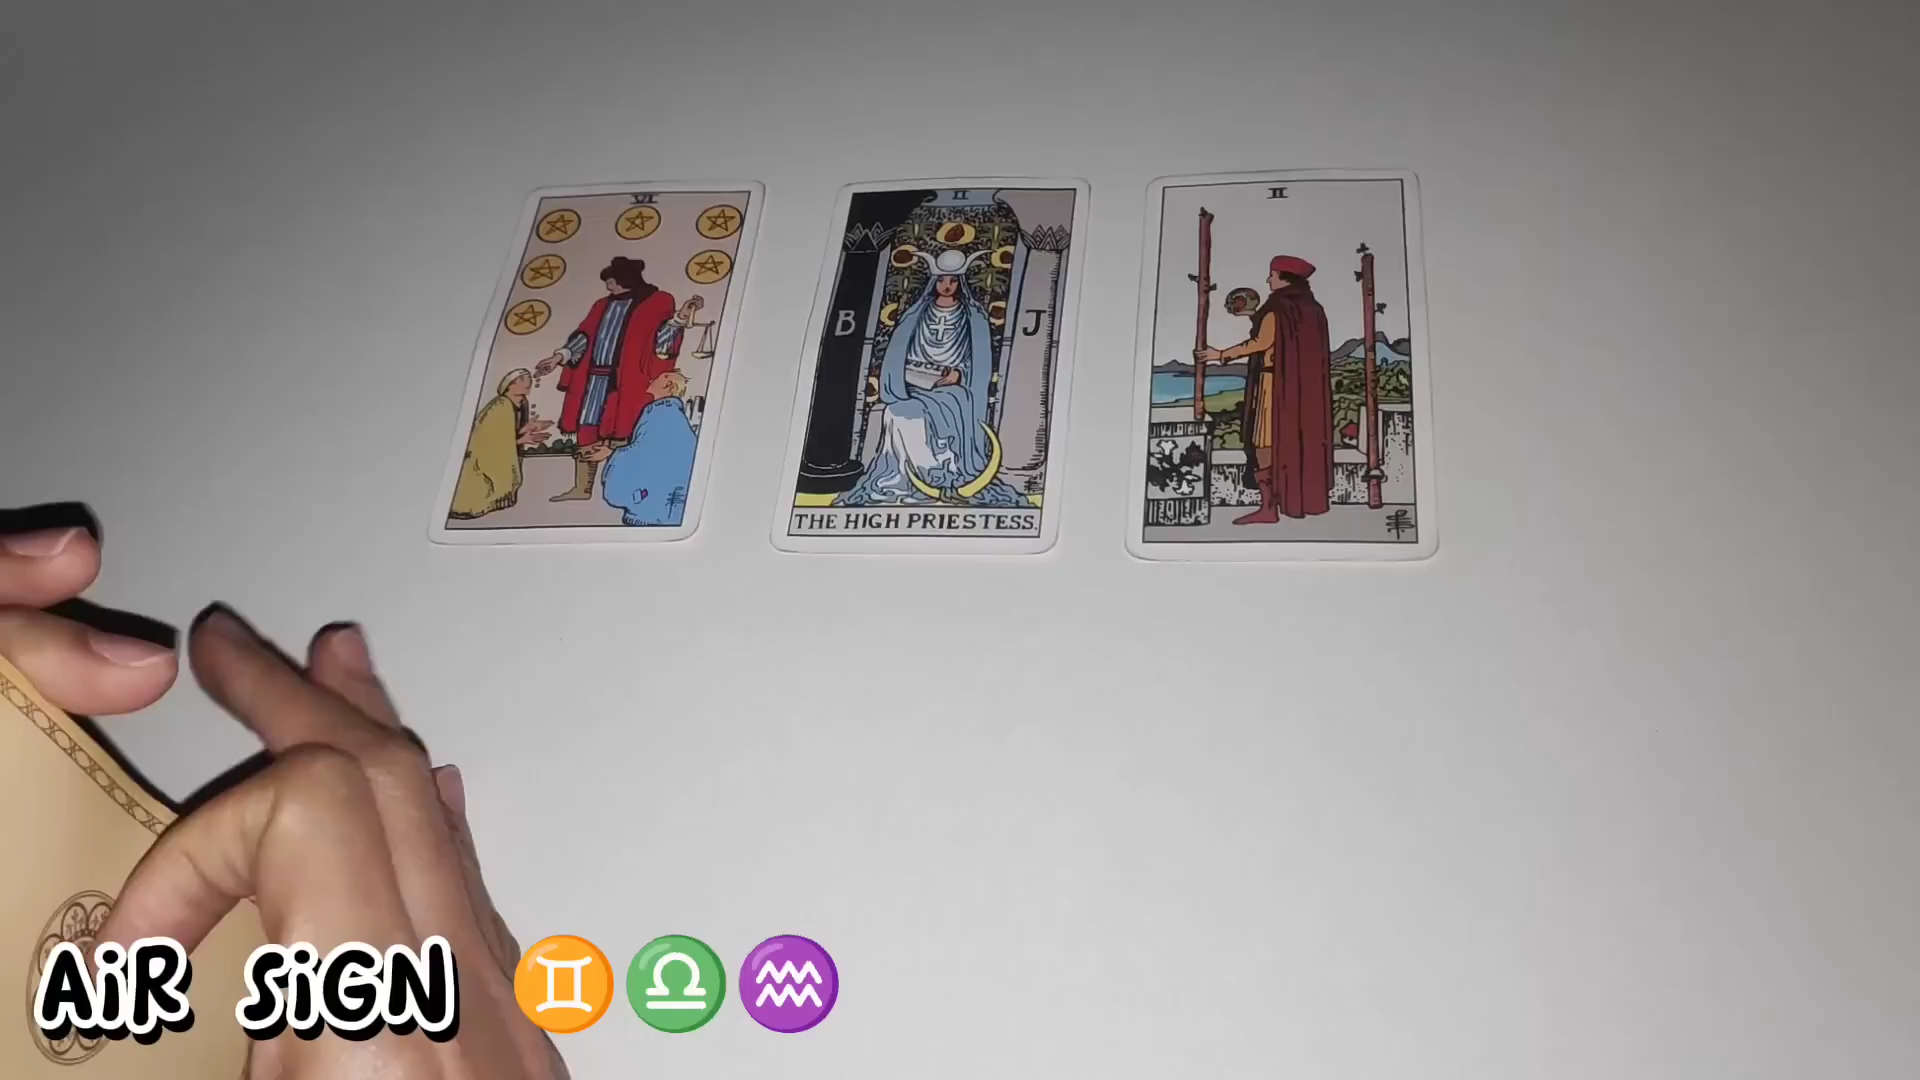 VI
II
II
B
J
THE HIGH PRIESTESS.
AiR SiGN ♊♎♒